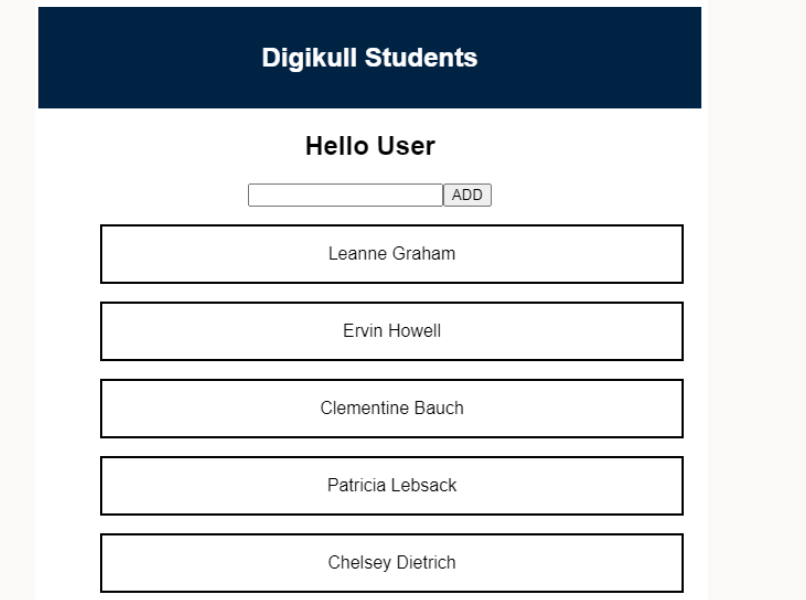 Digikull Students
Hello User
ADD
Leanne Graham
Ervin Howell
Clementine Bauch
Patricia Lebsack
Chelsey Dietrich